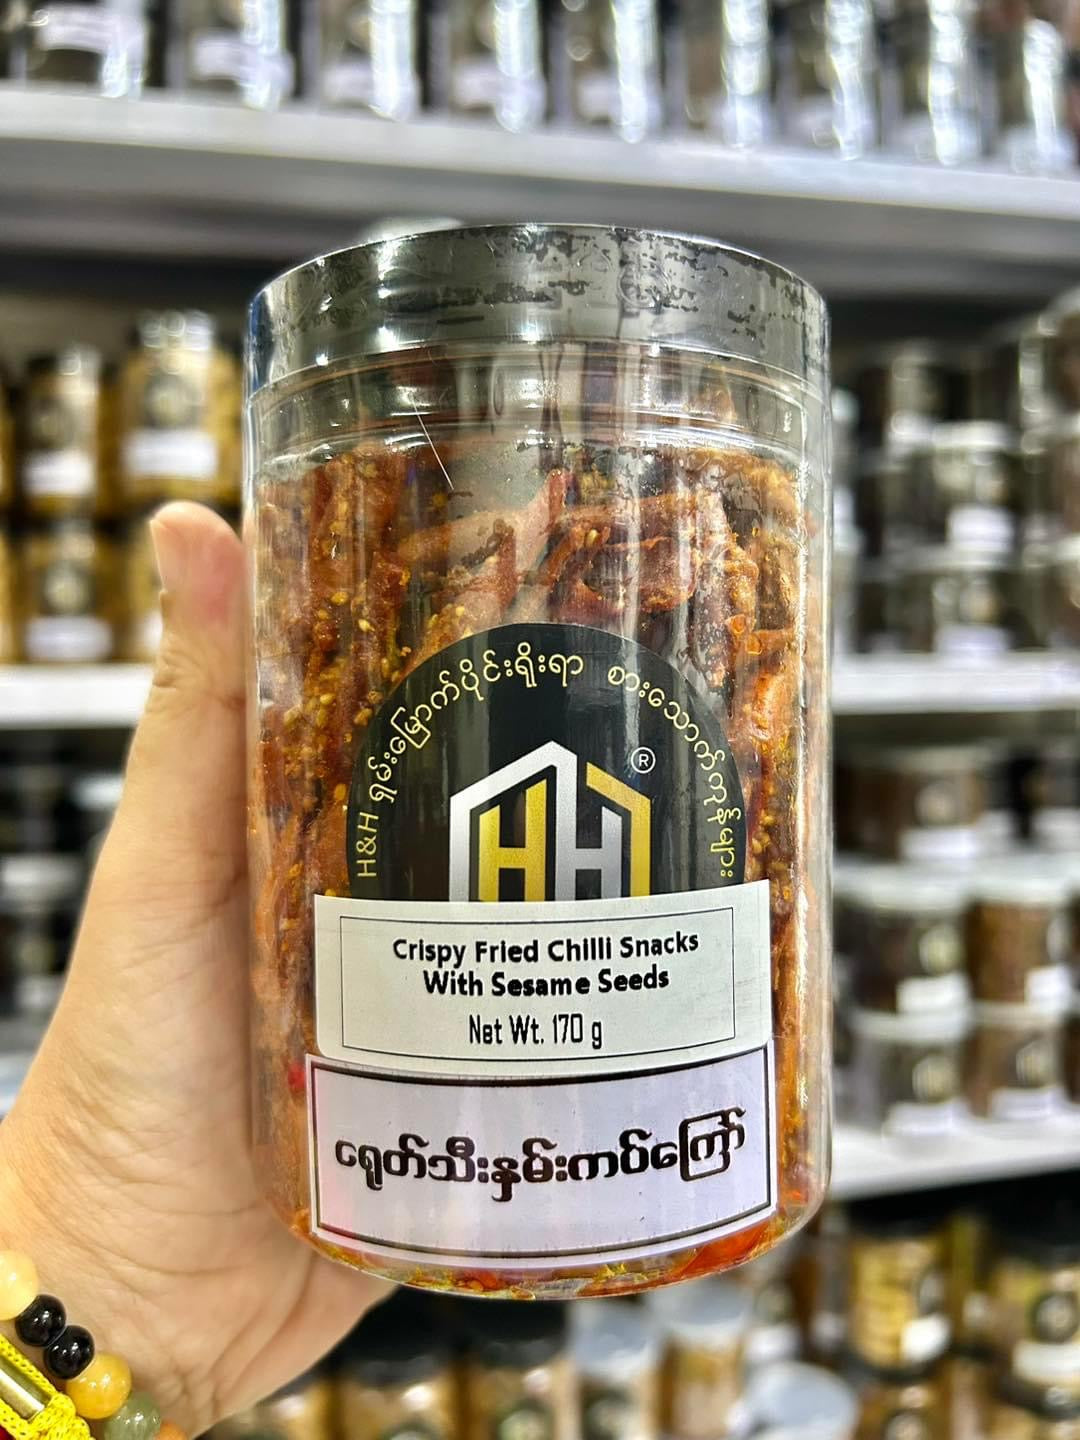 H&H ရှမ်းမြောက်ပိုင်းရိုးရာ စားသောက်ကုန်များ
®
HH
Crispy Fried Chilli Snacks
With Sesame Seeds
Net Wt. 170 g
ငရုတ်သီးနှမ်းကပ်ကြော်